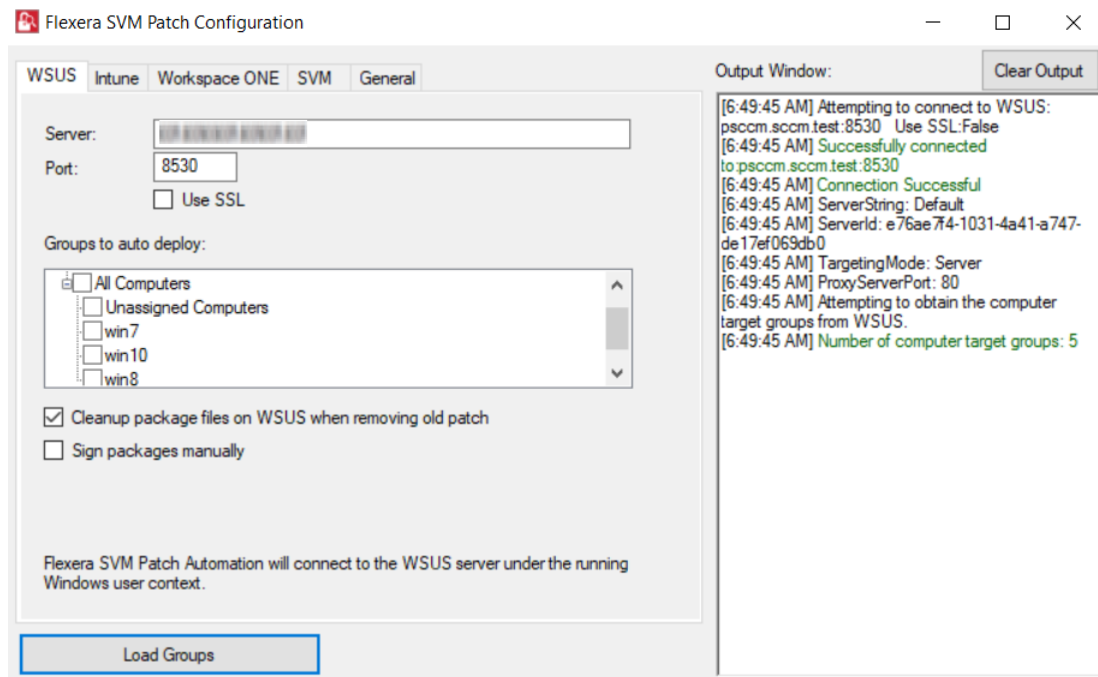 Flexera SVM Patch Configuration
WSUS Intune Workspace ONE SVM General
Server:
Port: 8530
Use SSL
Groups to auto deploy:
All Computers
Unassigned Computers
win7
win10
win8
Cleanup package files on WSUS when removing old patch
Sign packages manually
Flexera SVM Patch Automation will connect to the WSUS server under the running
Windows user context.
Load Groups
Output Window:
Clear Output
[6:49:45 AM] Attempting to connect to WSUS:
psccm.sccm.test:8530 Use SSL:False
[6:49:45 AM] Successfully connected
to:psccm.sccm.test:8530
[6:49:45 AM] Connection Successful
[6:49:45 AM] ServerString: Default
[6:49:45 AM] ServerId: e76ae7f4-1031-4a41-a747-
de17ef069db0
[6:49:45 AM] TargetingMode: Server
[6:49:45 AM] ProxyServerPort: 80
[6:49:45 AM] Attempting to obtain the computer
target groups from WSUS.
[6:49:45 AM] Number of computer target groups: 5